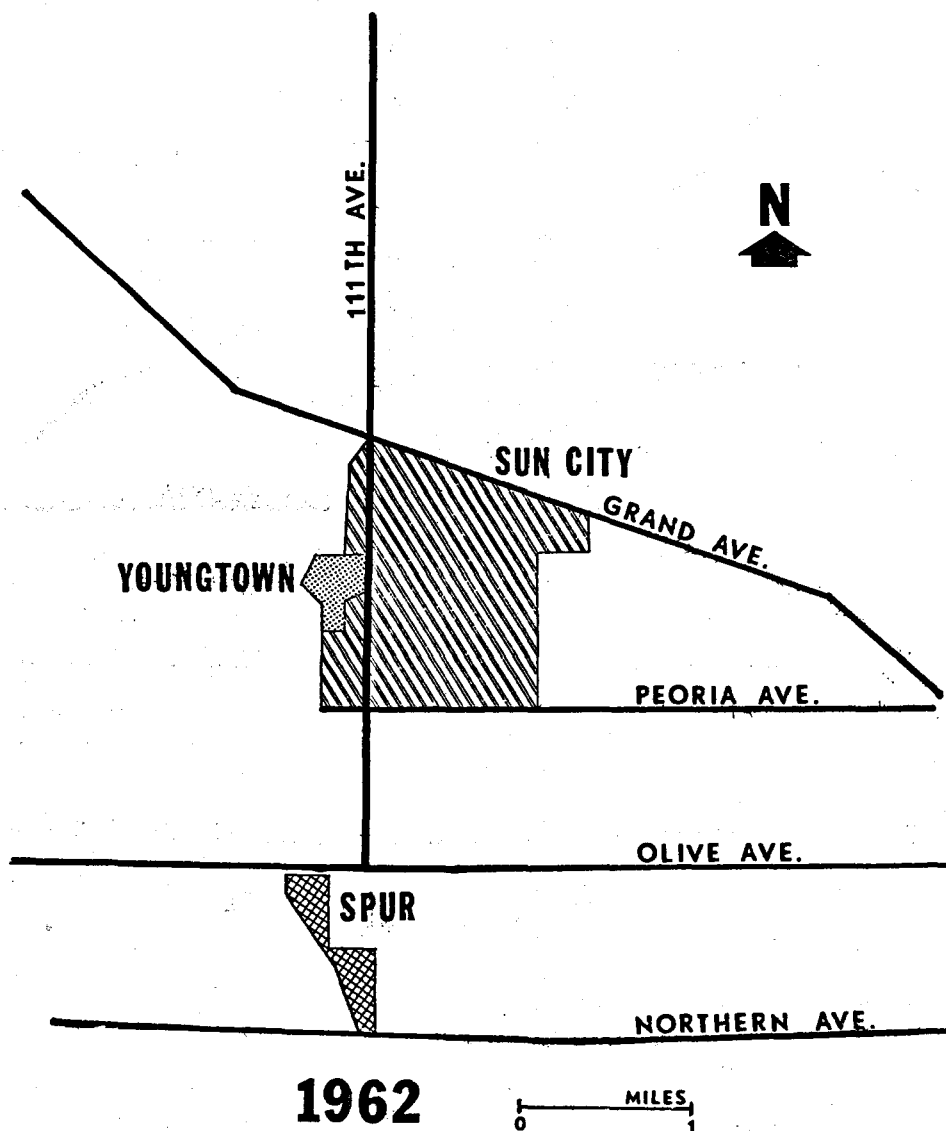 111TH AVE.
N
SUN CITY
GRAND AVE.
YOUNGTOWN
PEORIA AVE.
OLIVE AVE.
SPUR
NORTHERN AVE.
1962
MILES
0 1